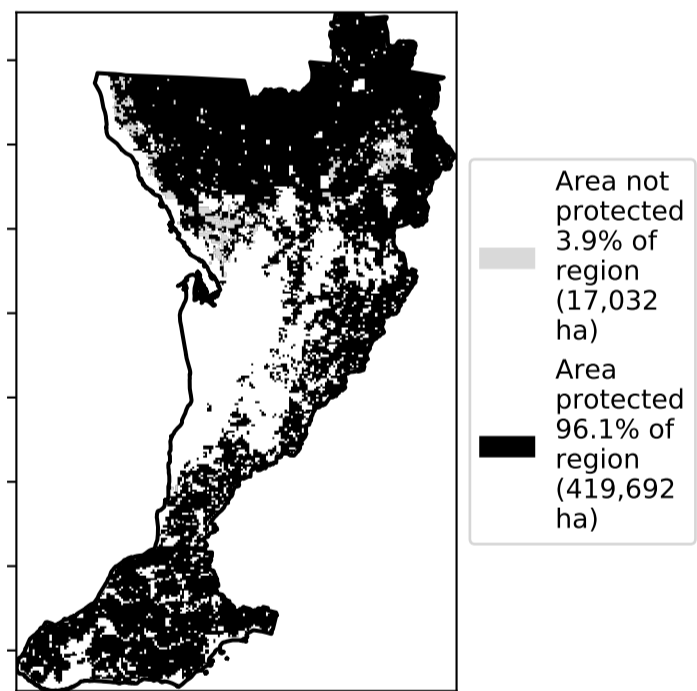 Area not
protected
3.9% of
region
(17,032
ha)
Area
protected
96.1% of
region
(419,692
ha)